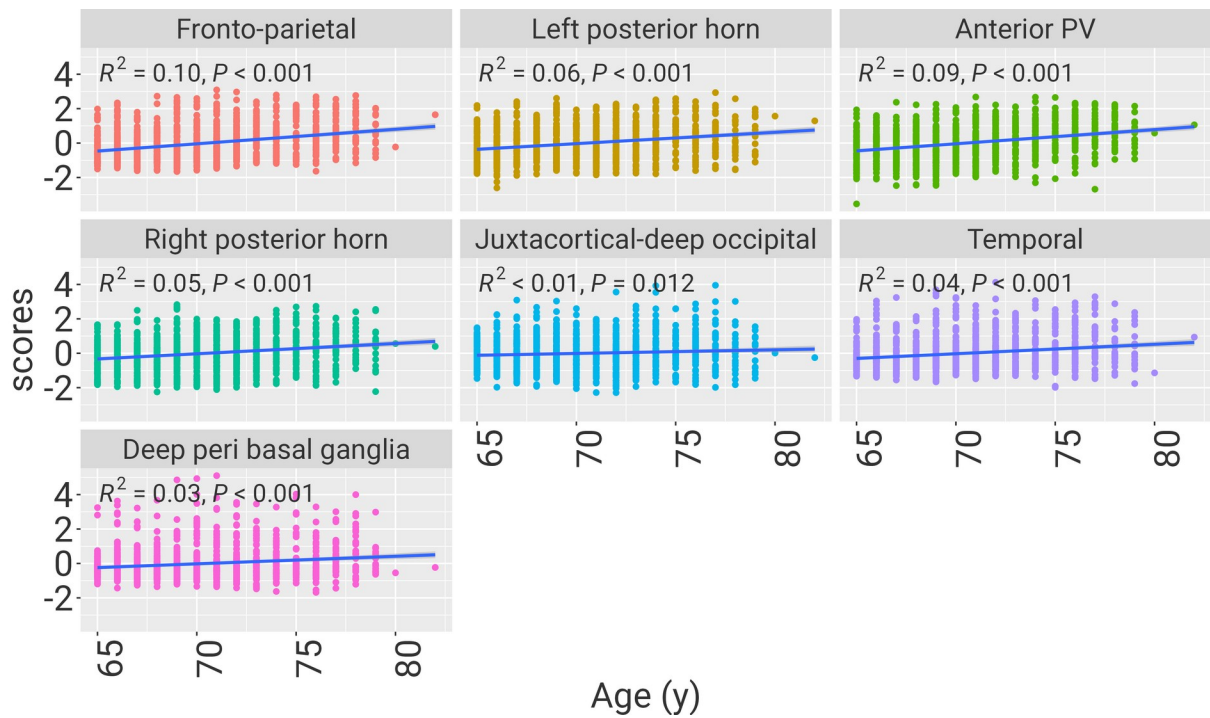 Fronto-parietal
Left posterior horn
Anterior PV
R² = 0.10, P < 0.001
R² = 0.06, P < 0.001
R² = 0.09, P < 0.001
4
2
0
-2
Right posterior horn
Juxtacortical-deep occipital
Temporal
R² = 0.05, P < 0.001
R² < 0.01, P = 0.012
R² = 0.04, P < 0.001
4
2
0
-2
scores
65
70
75
80
65
70
75
80
Deep peri basal ganglia
R² = 0.03, P < 0.001
4
2
0
-2
65
70
75
80
Age (y)